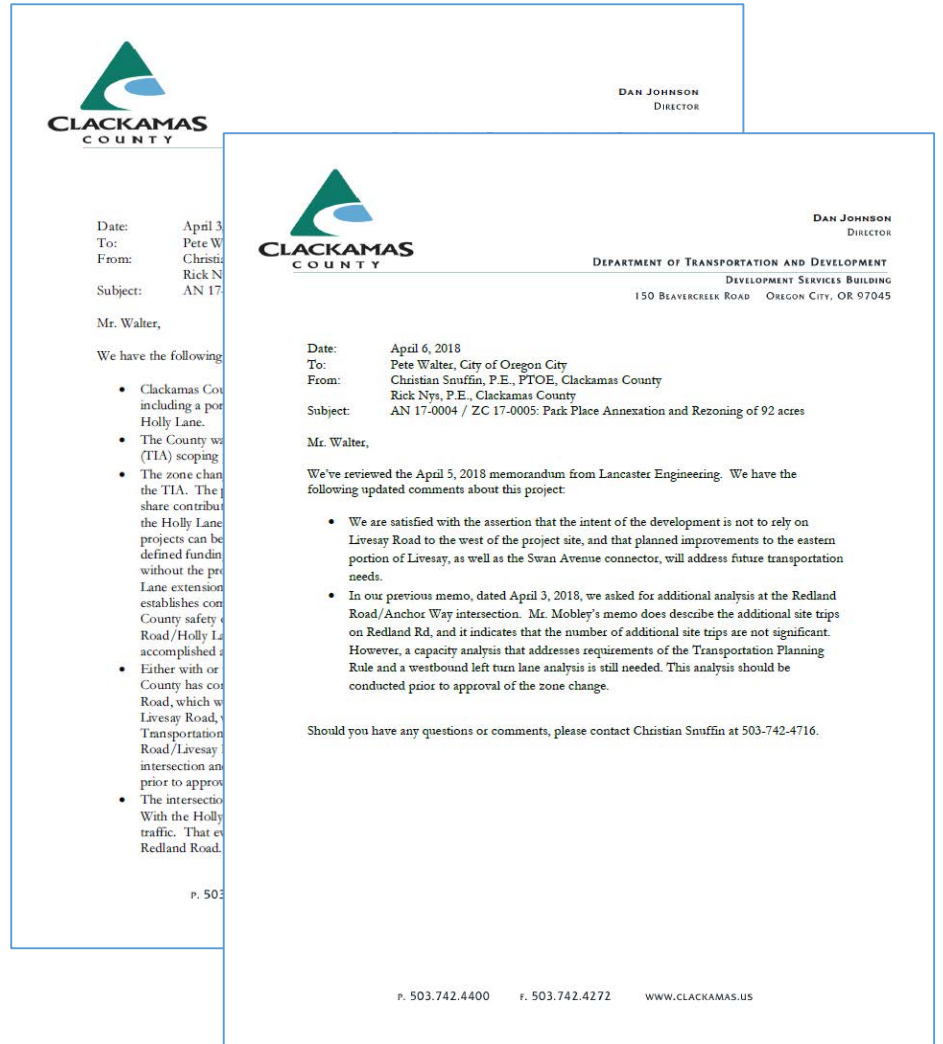 CLACKAMAS
COUNTY
DAN JOHNSON
DIRECTOR
Date: April 3,
To: Pete W
From: Christi
Rick N
Subject: AN 17-
Mr. Walter,
We have the following
• Clackamas Cou
including a por
Holly Lane.
• The County wa
(TIA) scoping
• The zone chan
the TIA. The p
share contribut
the Holly Lane
projects can be
defined fundin
without the pro
Lane extension
establishes con
County safety
Road/Holly La
accomplished a
• Either with or
County has con
Road, which w
Livesay Road, v
Transportation
Road/Livesay
intersection an
prior to approv
• The intersectio
With the Holly
traffic. That ev
Redland Road.
P. 503
CLACKAMAS
COUNTY
DAN JOHNSON
DIRECTOR
DEPARTMENT OF TRANSPORTATION AND DEVELOPMENT
DEVELOPMENT SERVICES BUILDING
150 BEAVERCREEK ROAD OREGON CITY, OR 97045
Date: April 6, 2018
To: Pete Walter, City of Oregon City
From: Christian Snuffin, P.E., PTOE, Clackamas County
Rick Nys, P.E., Clackamas County
Subject: AN 17-0004 / ZC 17-0005: Park Place Annexation and Rezoning of 92 acres
Mr. Walter,
We've reviewed the April 5, 2018 memorandum from Lancaster Engineering. We have the
following updated comments about this project:
• We are satisfied with the assertion that the intent of the development is not to rely on
Livesay Road to the west of the project site, and that planned improvements to the eastern
portion of Livesay, as well as the Swan Avenue connector, will address future transportation
needs.
• In our previous memo, dated April 3, 2018, we asked for additional analysis at the Redland
Road/Anchor Way intersection. Mr. Mobley's memo does describe the additional site trips
on Redland Rd, and it indicates that the number of additional site trips are not significant.
However, a capacity analysis that addresses requirements of the Transportation Planning
Rule and a westbound left turn lane analysis is still needed. This analysis should be
conducted prior to approval of the zone change.
Should you have any questions or comments, please contact Christian Snuffin at 503-742-4716.
P. 503.742.4400 F. 503.742.4272 WWW.CLACKAMAS.US